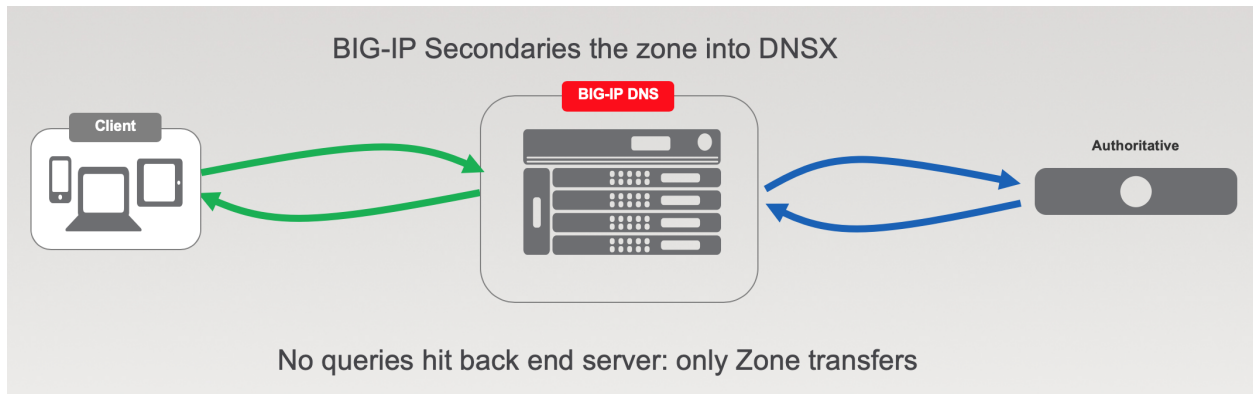 BIG-IP Secondaries the zone into DNSX
BIG-IP DNS
Client
Authoritative
No queries hit back end server: only Zone transfers